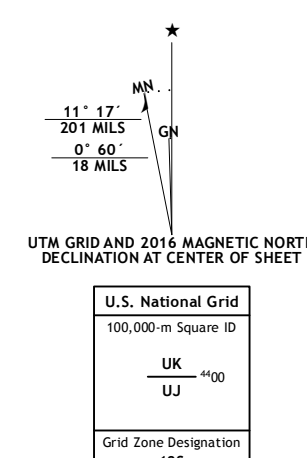 MN
11° 17´
201 MILS
GN
0° 60´
18 MILS
UTM GRID AND 2016 MAGNETIC NORT
DECLINATION AT CENTER OF SHEET
U.S. National Grid
100,000-m Square ID
UK
4400
UJ
Grid Zone Designation